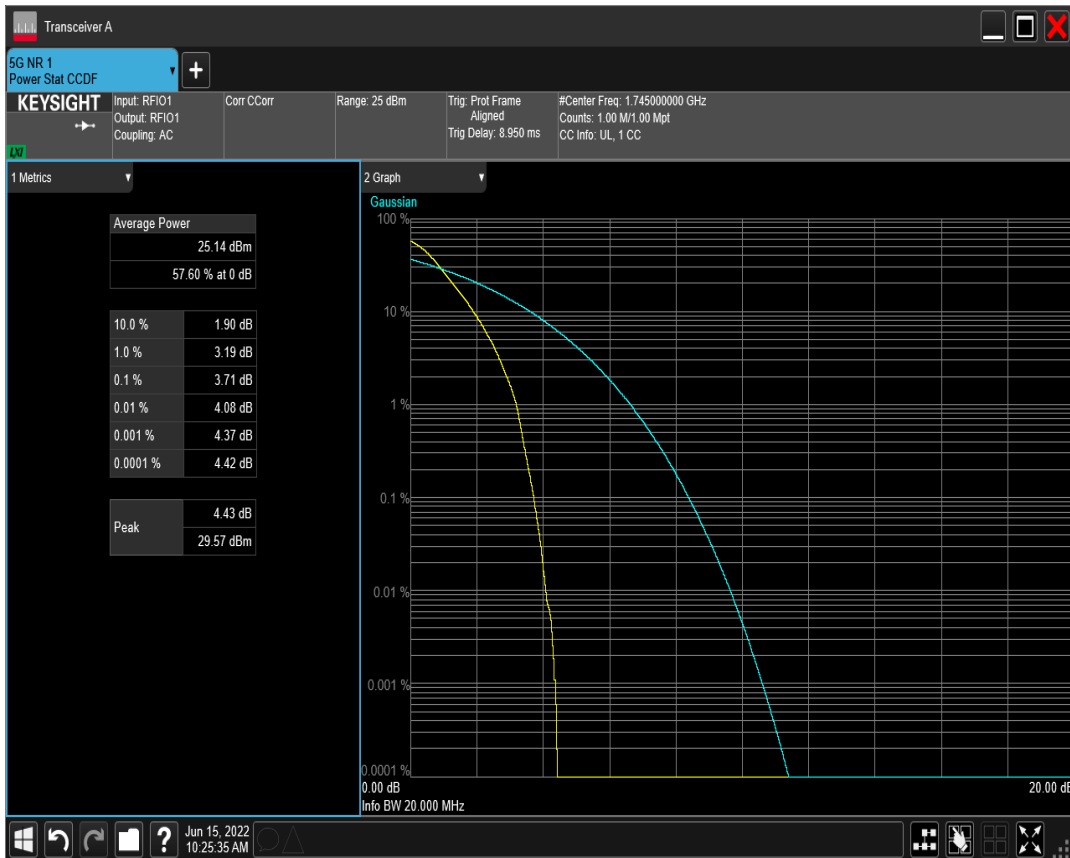 Transceiver A
5G NR 1
Power Stat CCDF
KEYSIGHT
LXI
Input: RFIO1
Output: RFIO1
Coupling: AC
Corr CCorr
Range: 25 dBm
Trig: Prot Frame
Aligned
Trig Delay: 8.950 ms
#Center Freq: 1.745000000 GHz
Counts: 1.00 M/1.00 Mpt
CC Info: UL, 1 CC
1 Metrics
Average Power
25.14 dBm
57.60 % at 0 dB
10.0 % 1.90 dB
1.0 % 3.19 dB
0.1 % 3.71 dB
0.01 % 4.08 dB
0.001 % 4.37 dB
0.0001 % 4.42 dB
Peak
4.43 dB
29.57 dBm
2 Graph
Gaussian
100 %
10 %
1 %
0.1 %
0.01 %
0.001 %
0.0001 %
0.00 dB 20.00 dB
Info BW 20.000 MHz
?
Jun 15, 2022
10:25:35 AM